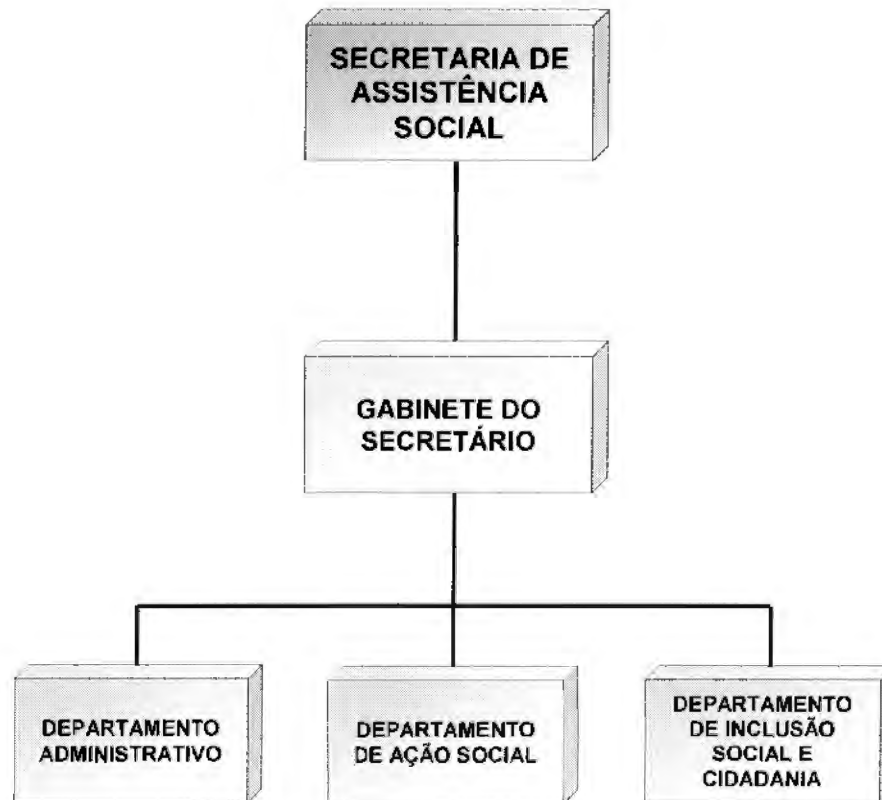 SECRETARIA DE
ASSISTÊNCIA
SOCIAL
GABINETE DO
SECRETÁRIO
DEPARTAMENTO
ADMINISTRATIVO
DEPARTAMENTO
DE AÇÃO SOCIAL
DEPARTAMENTO
DE INCLUSÃO
SOCIAL E
CIDADANIA